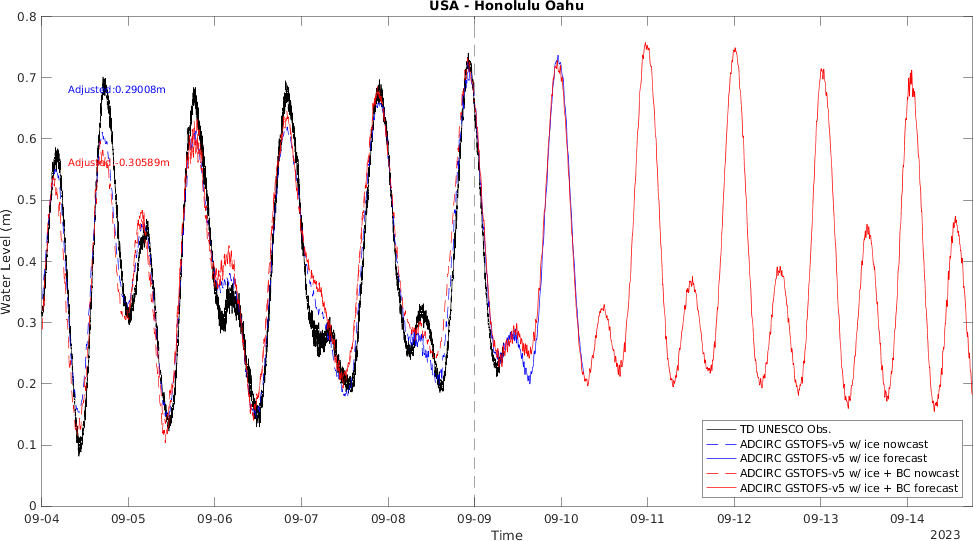 USA - Honolulu Oahu
0.8
0.7
0.6
0.5
0.4
0.3
0.2
0.1
0
Water Level (m)
Adjusted:0.29008m
Adjusted:-0.30589m
TD UNESCO Obs.
ADCIRC GSTOFS-v5 w/ ice nowcast
ADCIRC GSTOFS-v5 w/ ice forecast
ADCIRC GSTOFS-v5 w/ ice + BC nowcast
ADCIRC GSTOFS-v5 w/ ice + BC forecast
09-04 09-05 09-06 09-07 09-08 09-09 09-10 09-11 09-12 09-13 09-14
Time
2023